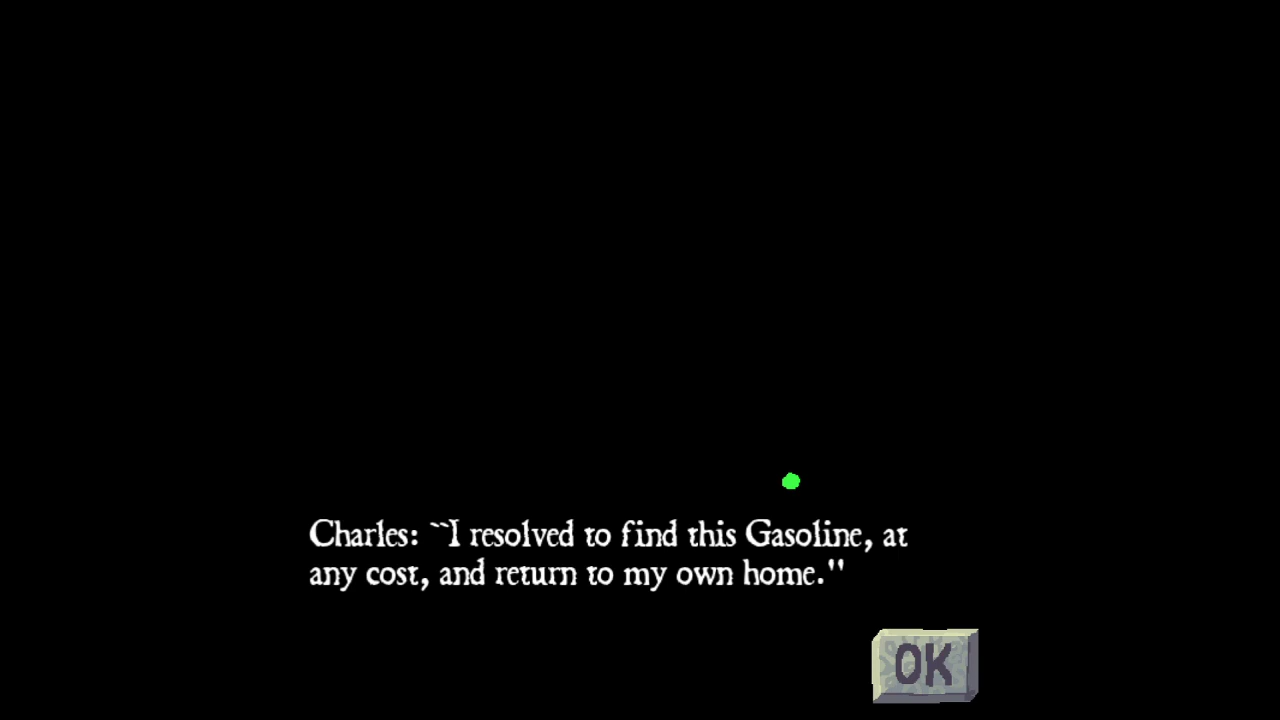 Charles: ``I resolved to find this Gasoline, at
any cost, and return to my own home."
OK